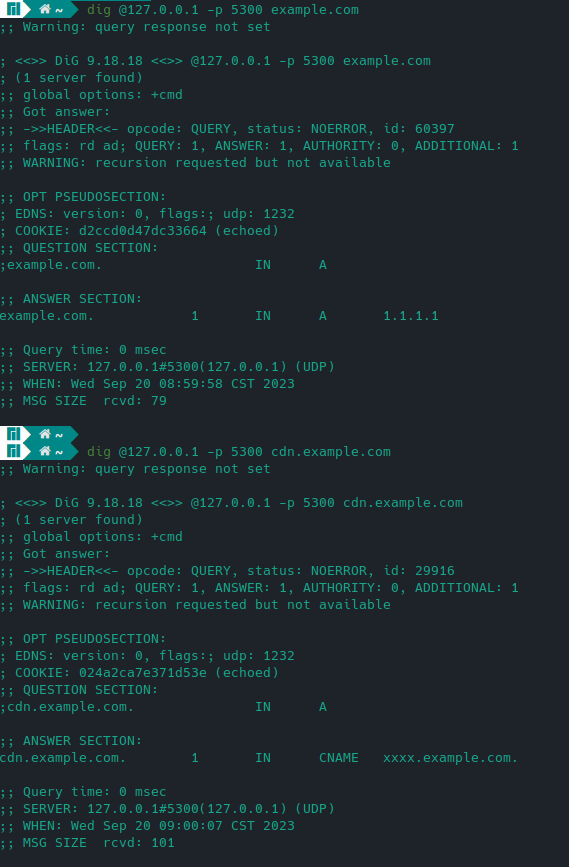 ~ dig @127.0.0.1 -p 5300 example.com
;; Warning: query response not set
; <<>> DiG 9.18.18 <<>> @127.0.0.1 -p 5300 example.com
; (1 server found)
;; global options: +cmd
;; Got answer:
;; ->>HEADER<<- opcode: QUERY, status: NOERROR, id: 60397
;; flags: rd ad; QUERY: 1, ANSWER: 1, AUTHORITY: 0, ADDITIONAL: 1
;; WARNING: recursion requested but not available
;; OPT PSEUDOSECTION:
; EDNS: version: 0, flags:; udp: 1232
; COOKIE: d2ccd0d47dc33664 (echoed)
;; QUESTION SECTION:
;example.com. IN A
;; ANSWER SECTION:
example.com. 1 IN A 1.1.1.1
;; Query time: 0 msec
;; SERVER: 127.0.0.1#5300(127.0.0.1) (UDP)
;; WHEN: Wed Sep 20 08:59:58 CST 2023
;; MSG SIZE rcvd: 79
~
~ dig @127.0.0.1 -p 5300 cdn.example.com
;; Warning: query response not set
; <<>> DiG 9.18.18 <<>> @127.0.0.1 -p 5300 cdn.example.com
; (1 server found)
;; global options: +cmd
;; Got answer:
;; ->>HEADER<<- opcode: QUERY, status: NOERROR, id: 29916
;; flags: rd ad; QUERY: 1, ANSWER: 1, AUTHORITY: 0, ADDITIONAL: 1
;; WARNING: recursion requested but not available
;; OPT PSEUDOSECTION:
; EDNS: version: 0, flags:; udp: 1232
; COOKIE: 024a2ca7e371d53e (echoed)
;; QUESTION SECTION:
;cdn.example.com. IN A
;; ANSWER SECTION:
cdn.example.com. 1 IN CNAME xxxx.example.com.
;; Query time: 0 msec
;; SERVER: 127.0.0.1#5300(127.0.0.1) (UDP)
;; WHEN: Wed Sep 20 09:00:07 CST 2023
;; MSG SIZE rcvd: 101